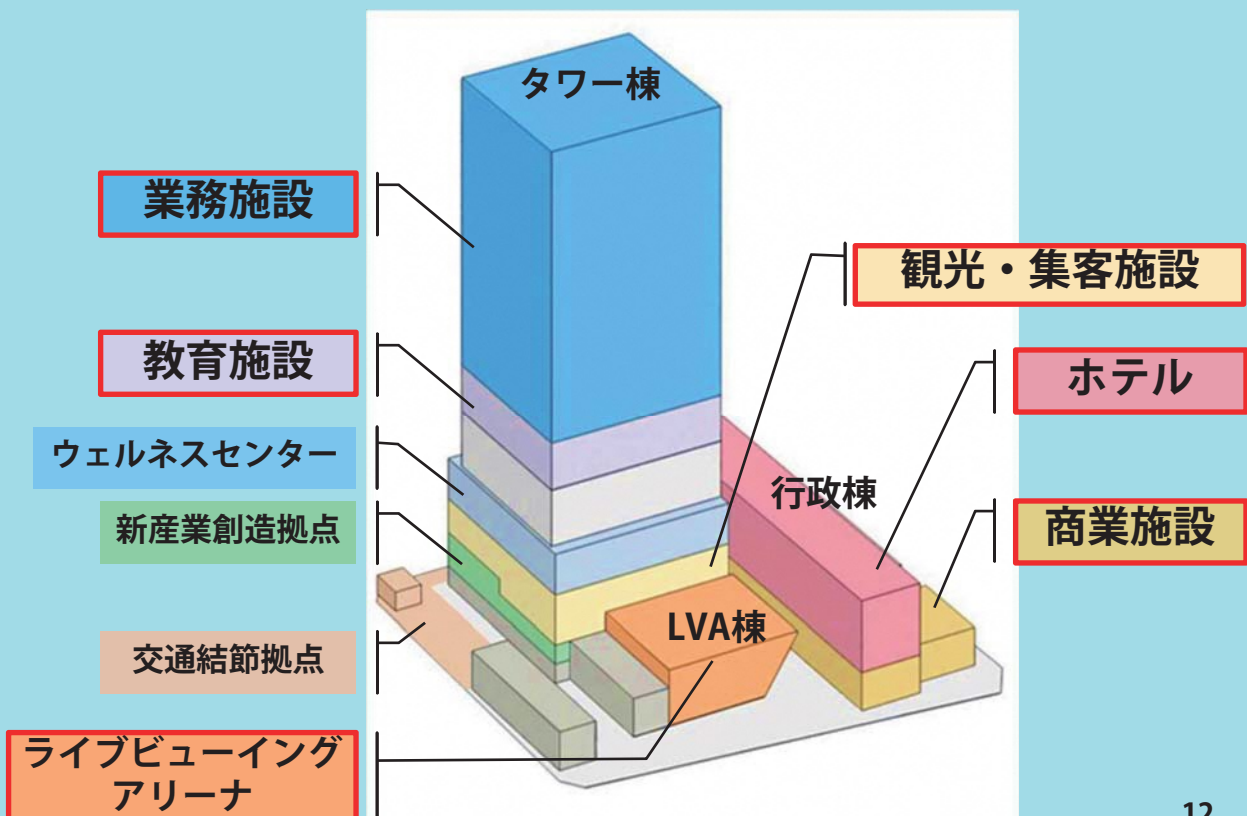 タワー棟
業務施設
観光・集客施設
教育施設
ホテル
ウェルネスセンター
行政棟
新産業創造拠点
商業施設
LVA棟
交通結節拠点
ライブビューイング
アリーナ
12